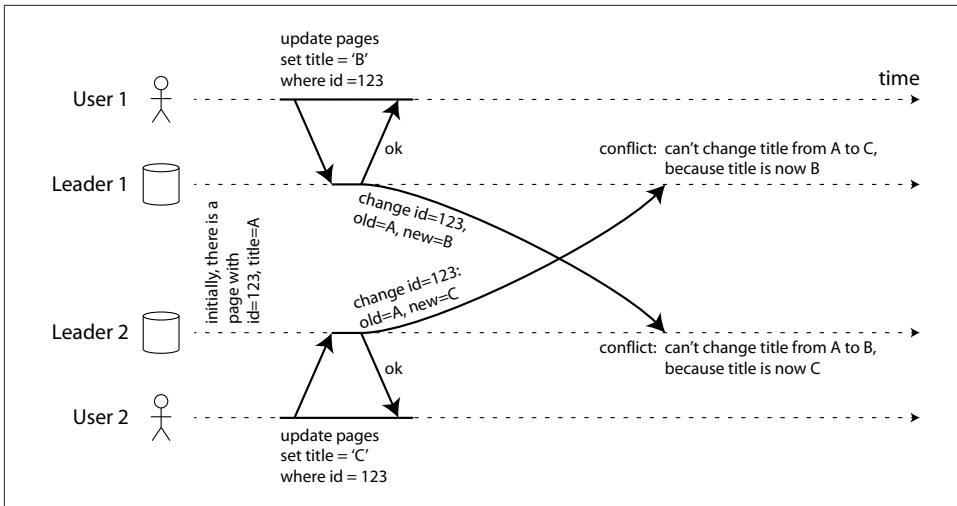 update pages
set title = ‘B’
where id =123
time
User 1
ok
conflict: can’t change title from A to C,
because title is now B
Leader 1
change id=123,
old=A, new=B
initially, there is a
page with
id=123, title=A
change id=123:
old=A, new=C
Leader 2
conflict: can’t change title from A to B,
because title is now C
ok
User 2
update pages
set title = ‘C’
where id = 123